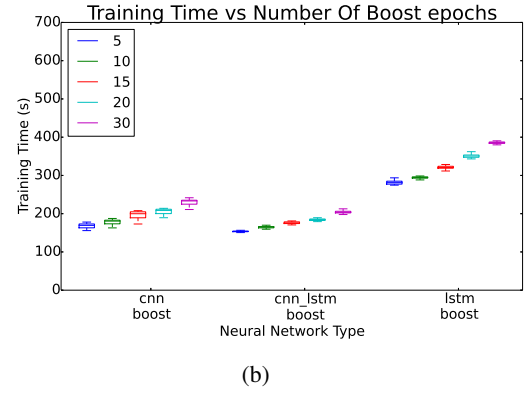 Training Time vs Number Of Boost epochs
700
600
500
400
300
200
100
0
Training Time (s)
5
10
15
20
30
cnn
boost
cnn_lstm
boost
lstm
boost
Neural Network Type
(b)